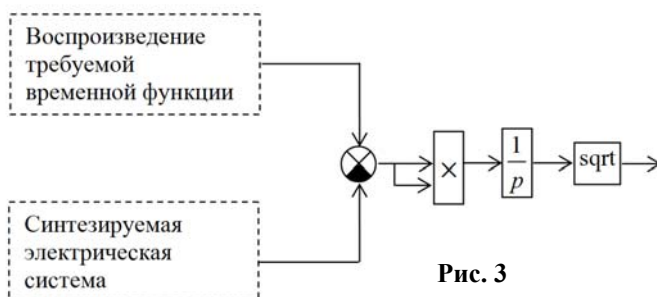 Воспроизведение
требуемой
временной функции
×
1
p
sqrt
Синтезируемая
электрическая
система
Рис. 3